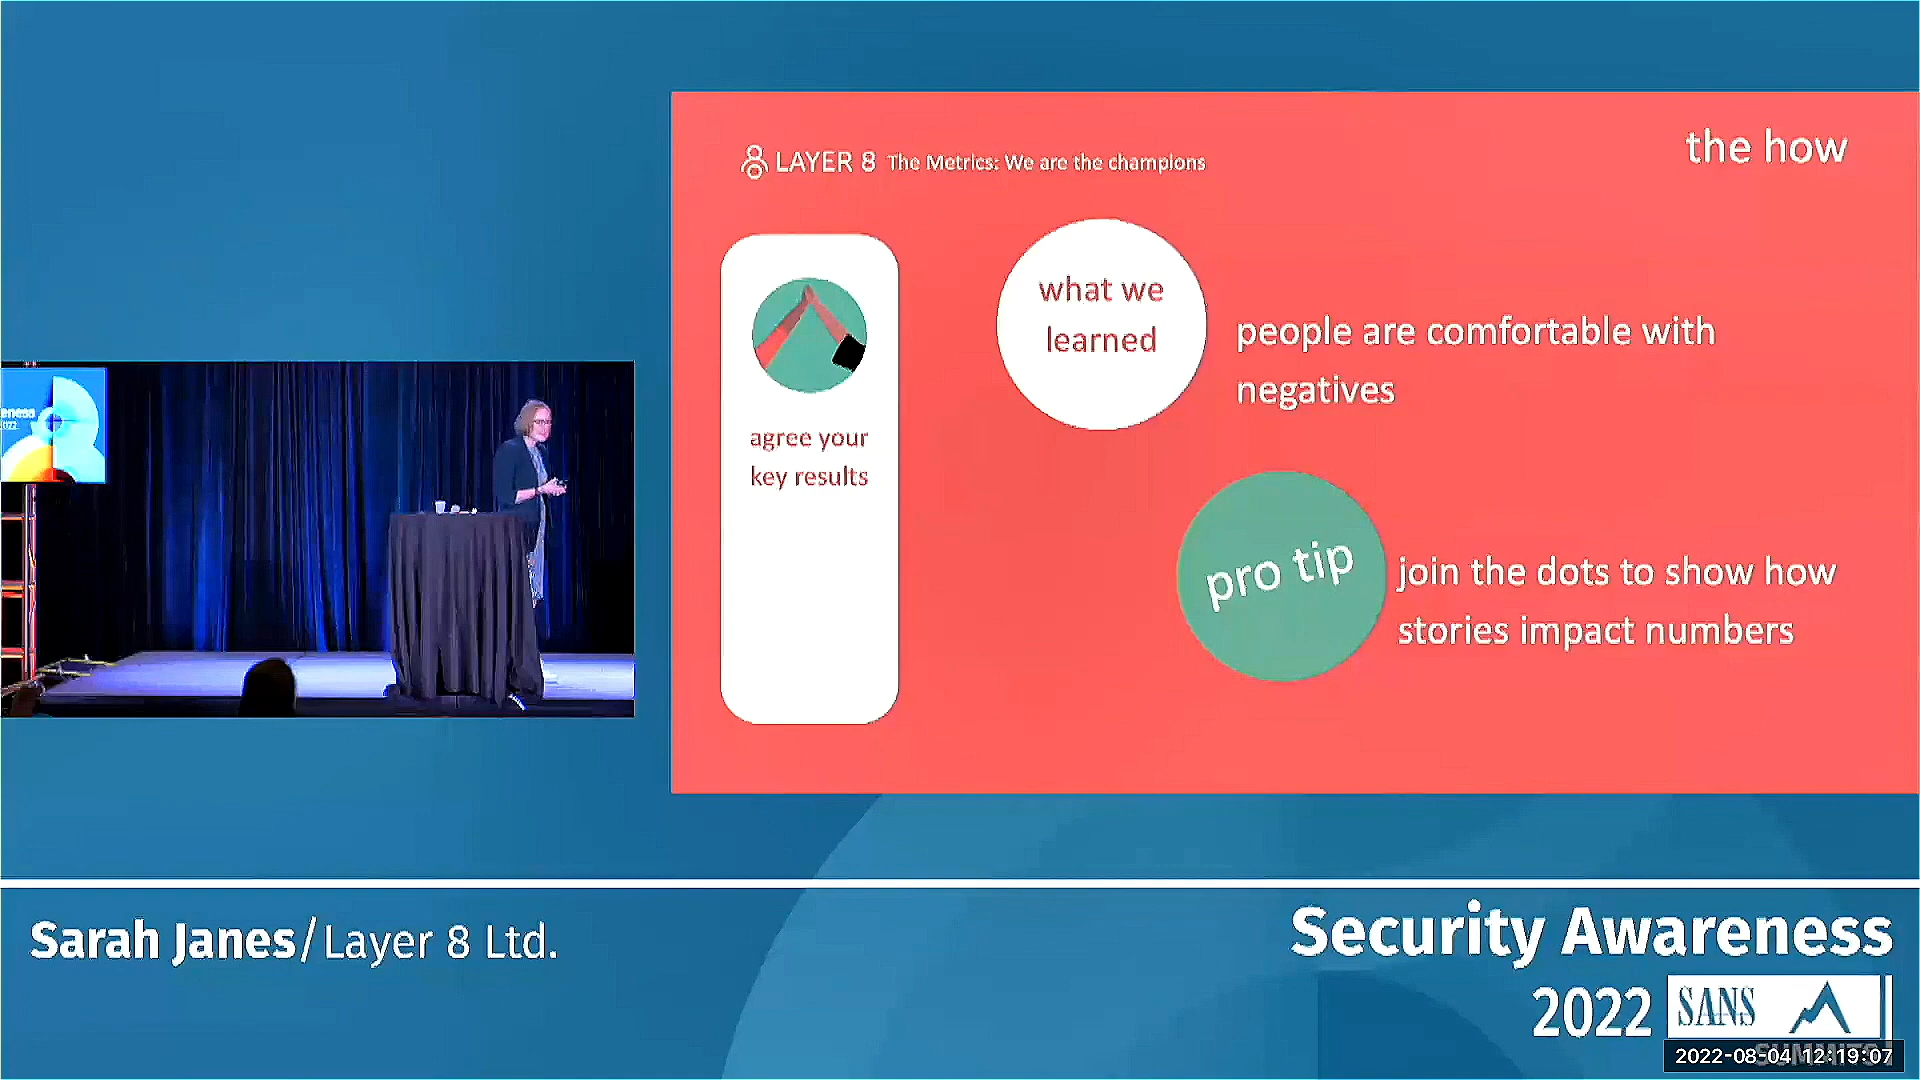 the how
LAYER 8 The Metrics: We are the champions
what we
learned
people are comfortable with
negatives
agree your
key results
pro tip
join the dots to show how
stories impact numbers
Sarah Janes/Layer 8 Ltd.
Security Awareness
2022 SANS
SUMMITS
2022-08-04 12:19:07